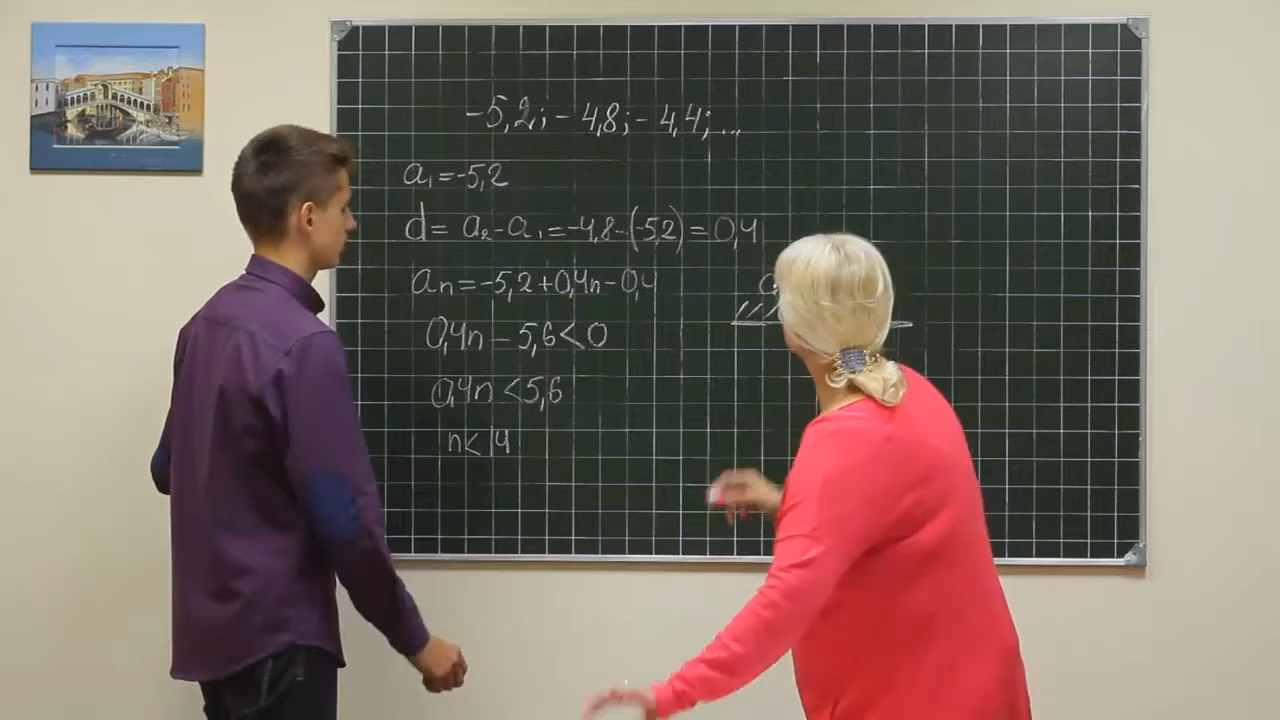 -5,2; -4,8; -4,4; ...
a₁=-5,2
d= a₂-a₁=-4,8-(-5,2)=0,4
an=-5,2+0,4n-0,4
0,4n-5,6<0
0,4n<5,6
n<14